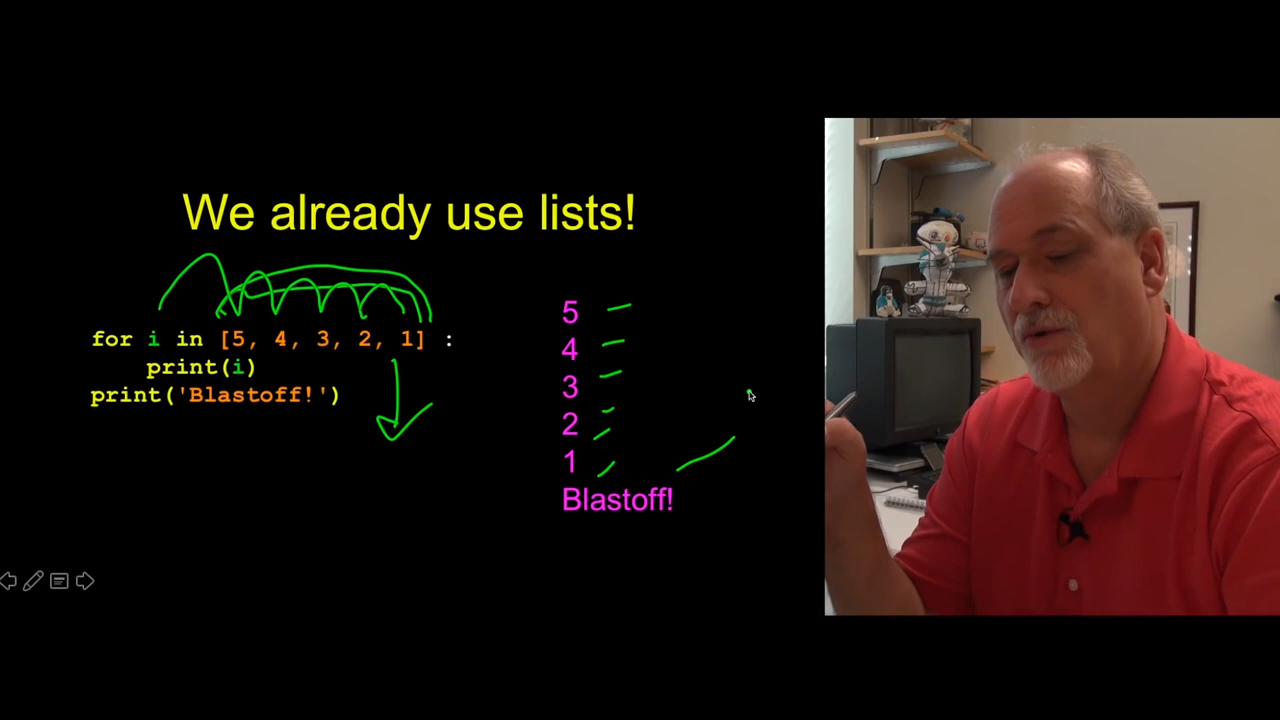 We already use lists!
for i in [5, 4, 3, 2, 1] :
print(i)
print('Blastoff!')
5
4
3
2
1
Blastoff!